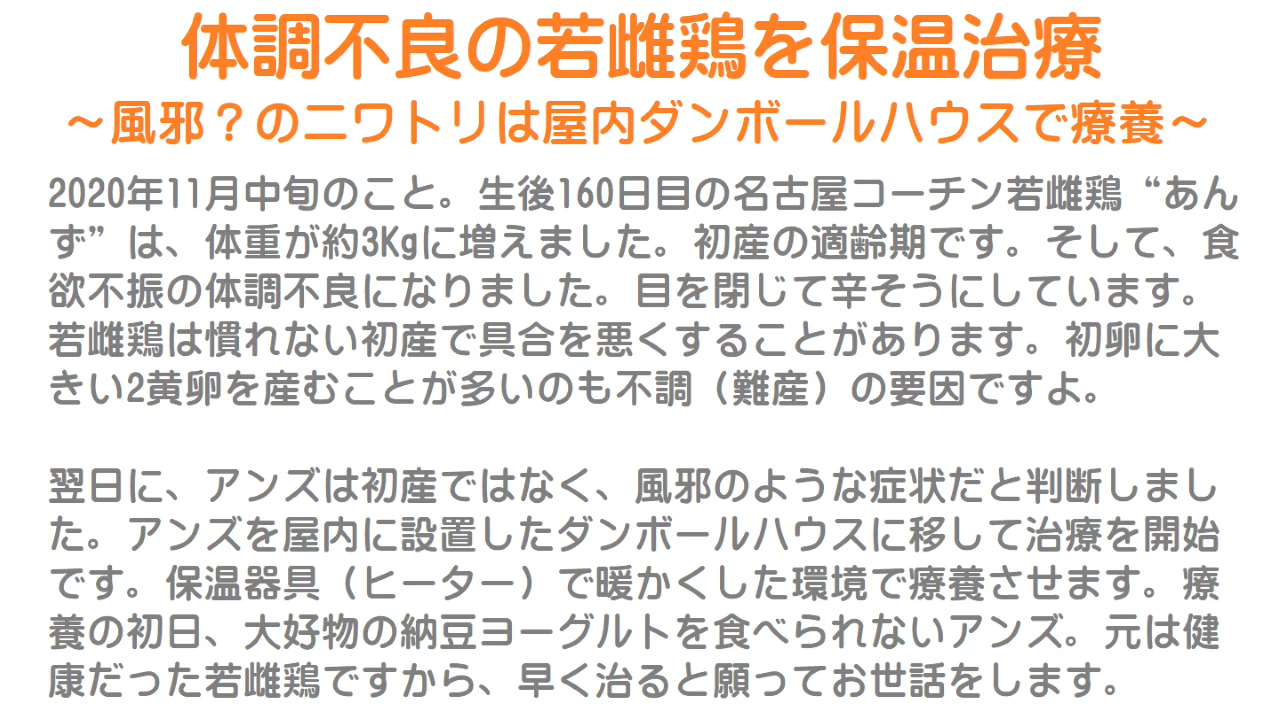 体調不良の若雌鶏を保温治療
～風邪？のニワトリは屋内ダンボールハウスで療養～
2020年11月中旬のこと。生後160日目の名古屋コーチン若雌鶏“あん
ず”は、体重が約3Kgに増えました。初産の適齢期です。そして、食
欲不振の体調不良になりました。目を閉じて辛そうにしています。
若雌鶏は慣れない初産で具合を悪くすることがあります。初卵に大
きい2黄卵を産むことが多いのも不調（難産）の要因ですよ。
翌日に、アンズは初産ではなく、風邪のような症状だと判断しまし
た。アンズを屋内に設置したダンボールハウスに移して治療を開始
です。保温器具（ヒーター）で暖かくした環境で療養させます。療
養の初日、大好物の納豆ヨーグルトを食べられないアンズ。元は健
康だった若雌鶏ですから、早く治ると願ってお世話をします。